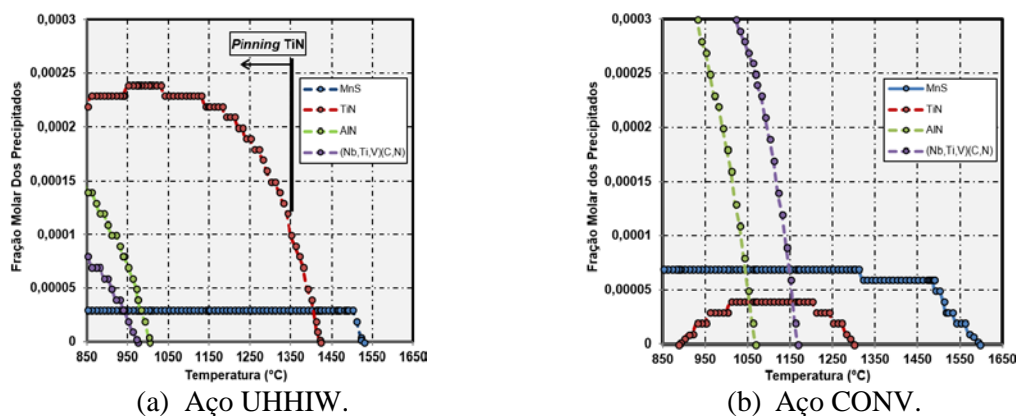 0,0003
0,00025
0,0002
0,00015
0,0001
0,00005
0
Fração Molar Dos Precipitados
Pinning TiN
MnS
TiN
AlN
(Nb,Ti,V)(C,N)
850 950 1050 1150 1250 1350 1450 1550 1650
Temperatura (°C)
(a) Aço UHHIW.
0,0003
0,00025
0,0002
0,00015
0,0001
0,00005
0
Fração Molar dos Precipitados
MnS
TiN
AlN
(Nb,Ti,V)(C,N)
850 950 1050 1150 1250 1350 1450 1550 1650
Temperatura (°C)
(b) Aço CONV.